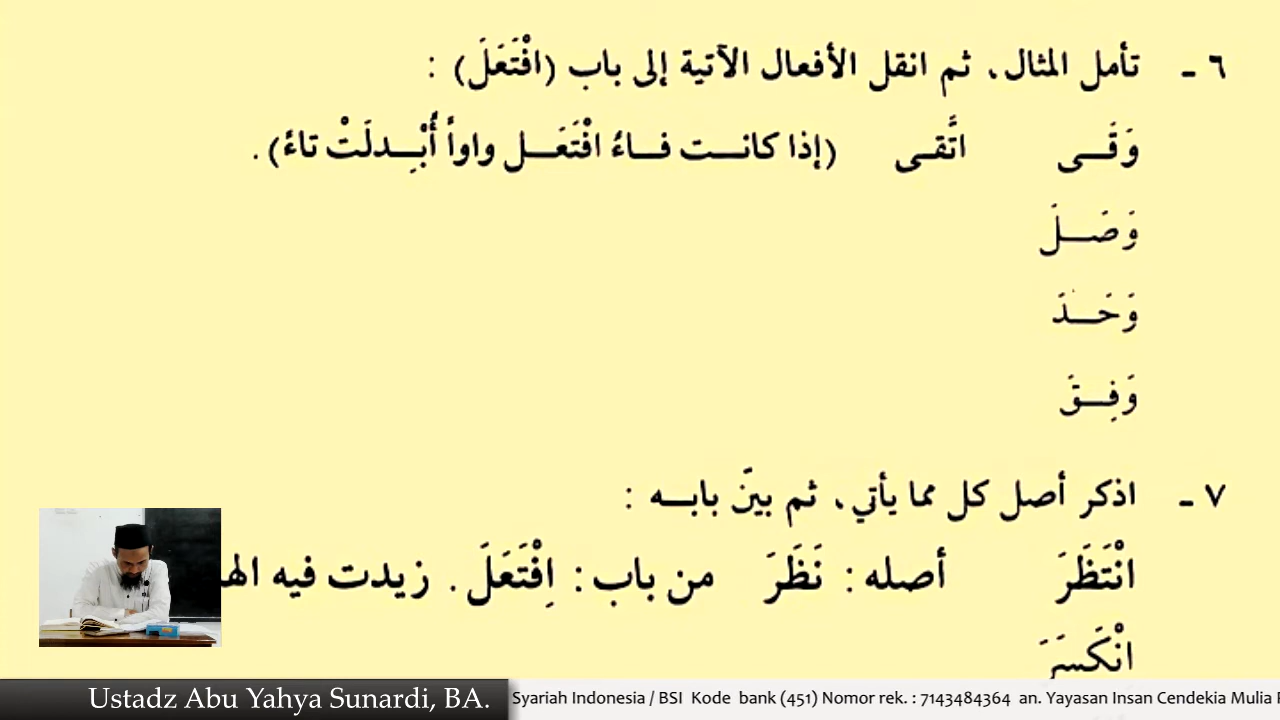 ٦ ـ تأمل المثال، ثم انقل الأفعال الآتية إلى باب (افْتَعَلَ) :
وَقَى اتَّقى (إذا كانت فاءُ افْتَعَل واواً أُبْدِلَتْ تاءً).
وَصَلَ
وَحَدَ
وَفِقَ
٧ ـ اذكر أصل كل مما يأتي، ثم بيّن بابه :
انْتَظَرَ أصله : نَظَرَ من باب : اِفْتَعَلَ. زيدت فيه
انْكَسَرَ
Ustadz Abu Yahya Sunardi, BA. Syariah Indonesia / BSI Kode bank (451) Nomor rek. : 7143484364 an. Yayasan Insan Cendekia Mulia